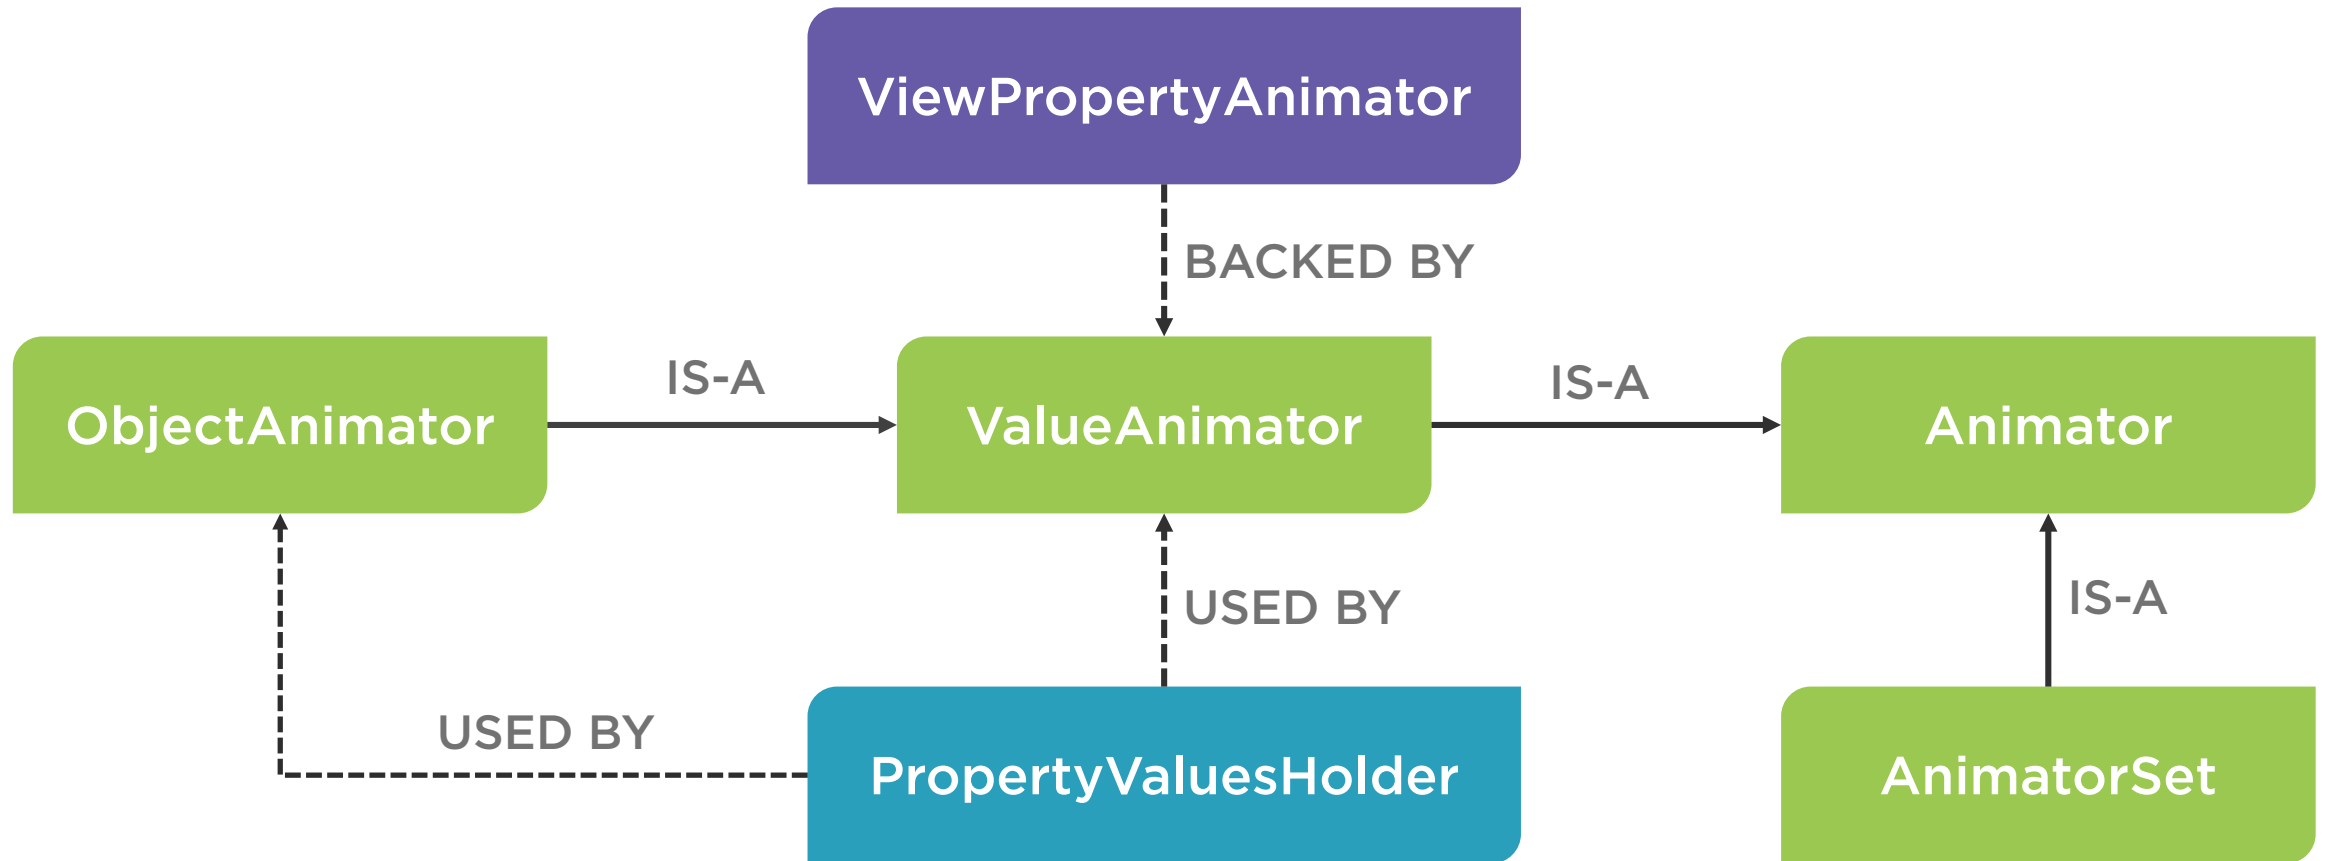 ViewPropertyAnimator
BACKED BY
IS-A
IS-A
ObjectAnimator
ValueAnimator
Animator
IS-A
USED BY
USED BY
PropertyValuesHolder
AnimatorSet